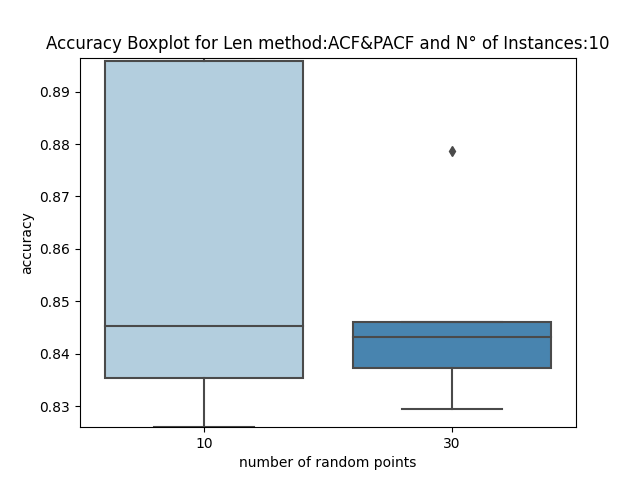 Accuracy Boxplot for Len method:ACF&PACF and N° of Instances:10
0.89
0.88
0.87
0.86
0.85
0.84
0.83
accuracy
10 30
number of random points